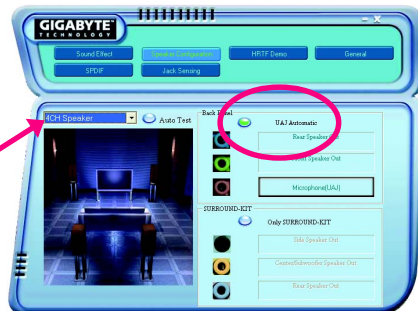 GIGABYTE
TECHNOLOGY
Sound Effect
Speaker Configuration
HRTF Demo
General
SPDIF
Jack Sensing
4CH Speaker
Auto Test
Back Panel
UAJ Automatic
Rear Speaker Out
Front Speaker Out
Microphone(UAJ)
SURROUND-KIT
Only SURROUND-KIT
Side Speaker Out
Center/Subwoofer Speaker Out
Rear Speaker Out